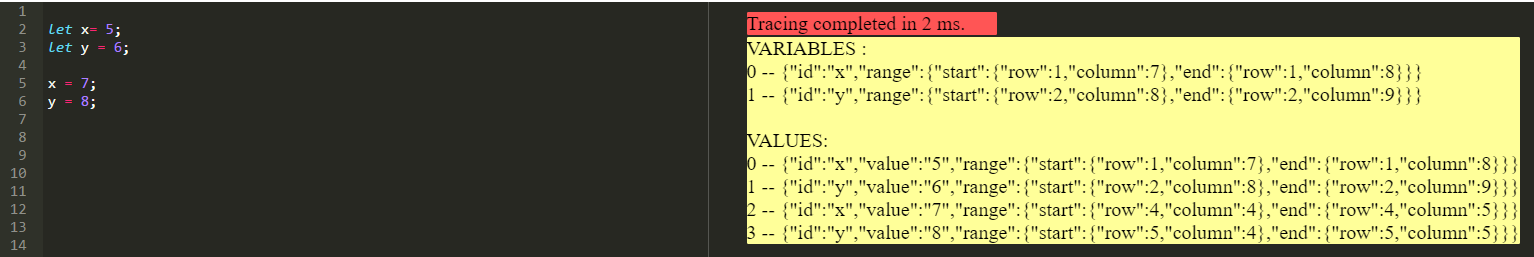 1
2 let x= 5;
3 let y = 6;
4
5 x = 7;
6 y = 8;
7
8
9
10
11
12
13
14
Tracing completed in 2 ms.
VARIABLES :
0 -- {"id":"x","range":{"start":{"row":1,"column":7},"end":{"row":1,"column":8}}}
1 -- {"id":"y","range":{"start":{"row":2,"column":8},"end":{"row":2,"column":9}}}
VALUES:
0 -- {"id":"x","value":"5","range":{"start":{"row":1,"column":7},"end":{"row":1,"column":8}}}
1 -- {"id":"y","value":"6","range":{"start":{"row":2,"column":8},"end":{"row":2,"column":9}}}
2 -- {"id":"x","value":"7","range":{"start":{"row":4,"column":4},"end":{"row":4,"column":5}}}
3 -- {"id":"y","value":"8","range":{"start":{"row":5,"column":4},"end":{"row":5,"column":5}}}